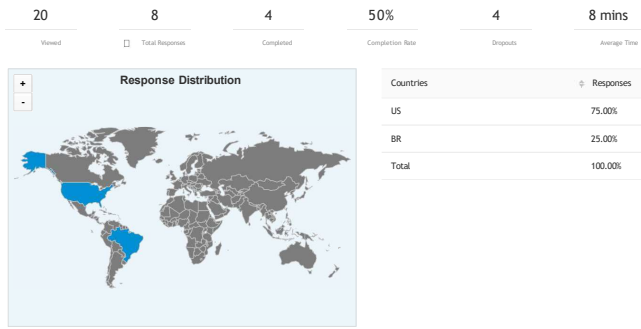 20 8 4 50% 4 8 mins
Viewed Total Responses Completed Completion Rate Dropouts Average Time
+
-
Response Distribution
Countries Responses
US 75.00%
BR 25.00%
Total 100.00%